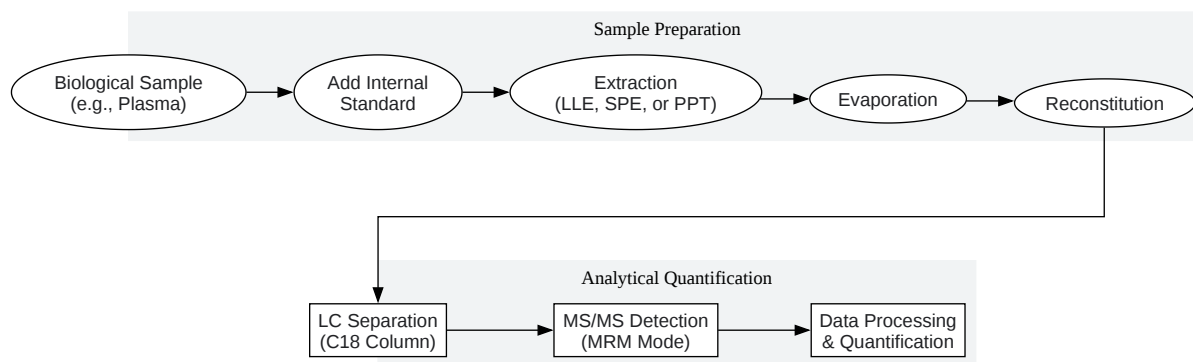 Sample Preparation
Biological Sample
(e.g., Plasma)
Add Internal
Standard
Extraction
(LLE, SPE, or PPT)
Evaporation
Reconstitution
Analytical Quantification
LC Separation
(C18 Column)
MS/MS Detection
(MRM Mode)
Data Processing
& Quantification